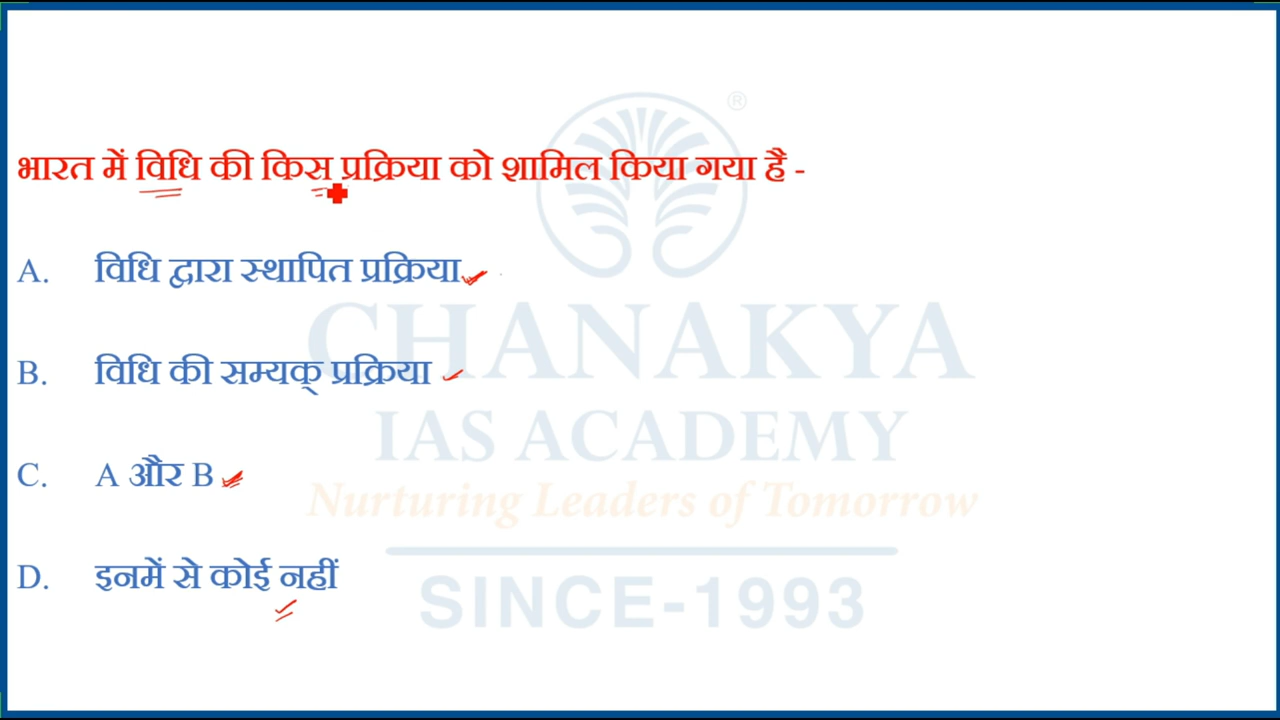 भारत में विधि की किस प्रक्रिया को शामिल किया गया है -
A. विधि द्वारा स्थापित प्रक्रिया
B. विधि की सम्यक् प्रक्रिया
C. A और B
D. इनमें से कोई नहीं
®
CHANAKYA
IAS ACADEMY
Nurturing Leaders of Tomorrow
SINCE-1993